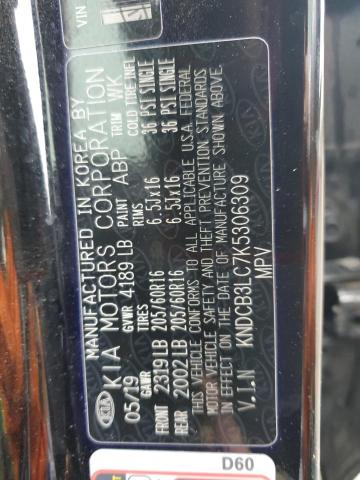 MANUFACTURED IN KOREA BY
KIA KIA MOTORS CORPORATION
05/19 GVWR 4189 LB PAINT ABP TRIM WK
GAWR RIMS COLD TIRE INFL
FRONT 2319 LB 205/60R16 6.5Jx16 36 PSI SINGLE
REAR 2002 LB 205/60R16 6.5Jx16 36 PSI SINGLE
THIS VEHICLE CONFORMS TO ALL APPLICABLE U.S.A. FEDERAL
MOTOR VEHICLE SAFETY AND THEFT PREVENTION STANDARDS
IN EFFECT ON THE DATE OF MANUFACTURE SHOWN ABOVE.
V.I.N KNDCB3LC7K5306309
MPV
VIN
D60